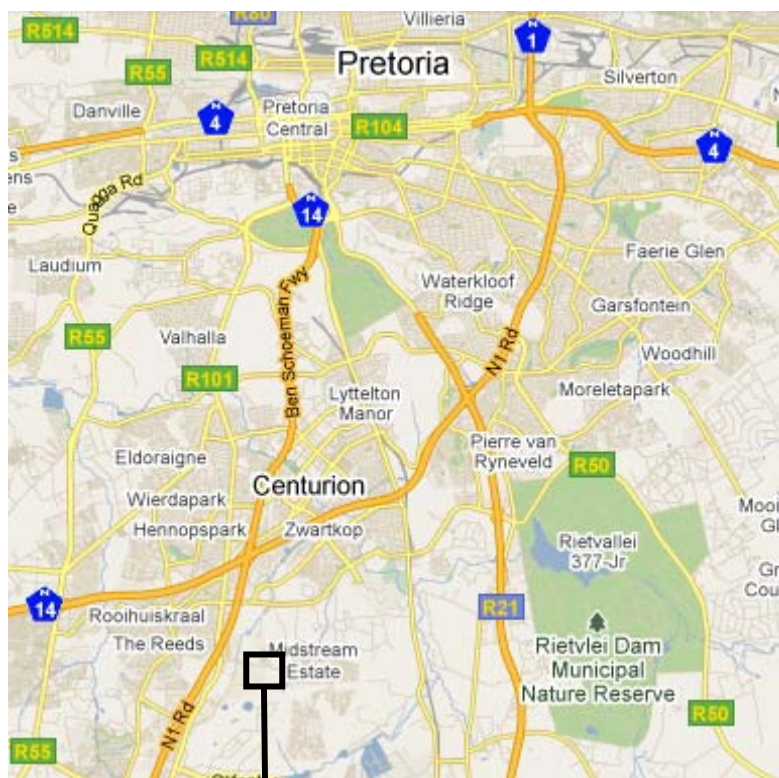 R80
Villieria
R514
N
1
R514
Pretoria
R55
Silverton
Danville
N
4
Pretoria
Central
R104
N
4
Quagga Rd
N
14
Faerie Glen
Laudium
Waterkloof
Ridge
Ben Schoeman Fwy
Garsfontein
R55
Valhalla
N1 Rd
Woodhill
R101
Lyttelton
Manor
Moreletapark
Pierre van
Ryneveld
Eldoraigne
R50
Centurion
Wierdapark
Hennopspark
Zwartkop
Rietvallei
377-Jr
N
14
R21
Rooihuiskraal
The Reeds
Midstream
Estate
Rietvlei Dam
Municipal
Nature Reserve
N1 Rd
R50
R55